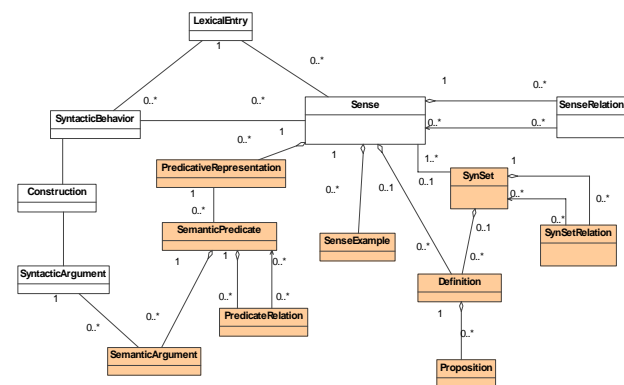 LexicalEntry
1
0..*
0..*
1
0..*
Sense
SenseRelation
0..*
0..*
SyntacticBehavior
0..*
0..*
0..*
1
0..*
1
1..*
0..1
1
PredicativeRepresentation
SynSet
Construction
1
0..*
0..1
0..*
0..*
0..*
SemanticPredicate
0..*
SenseExample
0..1
SynSetRelation
1
1
0..*
0..*
SyntacticArgument
Definition
1
0..*
0..*
PredicateRelation
1
0..*
0..*
0..*
SemanticArgument
Proposition